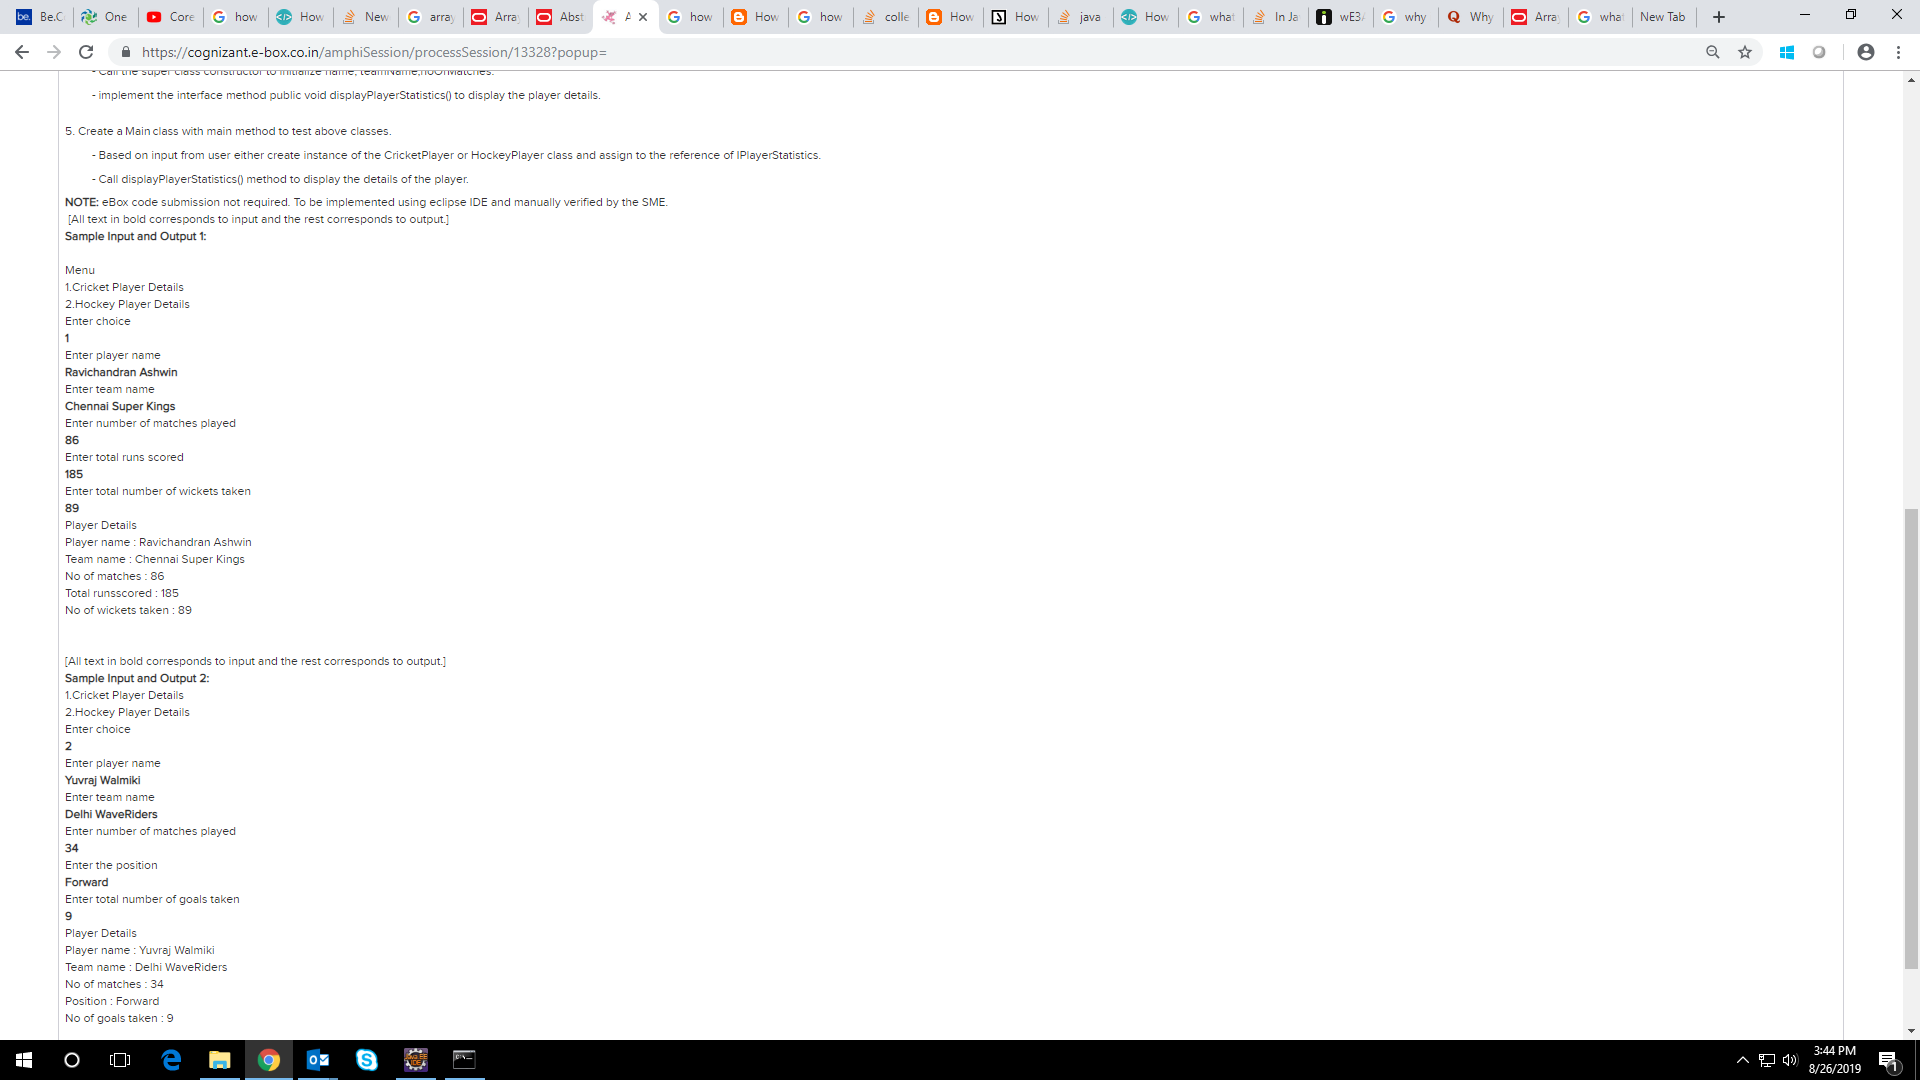 Be.C
One
Core
how
How
New
array
Array
Abst
A
how
How
how
colle
How
How
java
How
what
In Ja
wE3/
why
Why
Array
what
New Tab
https://cognizant.e-box.co.in/amphiSession/processSession/13328?popup=
- Call the super class constructor to initialize name, teamName,noOfMatches.
- implement the interface method public void displayPlayerStatistics() to display the player details.
5. Create a Main class with main method to test above classes.
- Based on input from user either create instance of the CricketPlayer or HockeyPlayer class and assign to the reference of IPlayerStatistics.
- Call displayPlayerStatistics() method to display the details of the player.
NOTE: eBox code submission not required. To be implemented using eclipse IDE and manually verified by the SME.
[All text in bold corresponds to input and the rest corresponds to output.]
Sample Input and Output 1:
Menu
1.Cricket Player Details
2.Hockey Player Details
Enter choice
1
Enter player name
Ravichandran Ashwin
Enter team name
Chennai Super Kings
Enter number of matches played
86
Enter total runs scored
185
Enter total number of wickets taken
89
Player Details
Player name : Ravichandran Ashwin
Team name : Chennai Super Kings
No of matches : 86
Total runsscored : 185
No of wickets taken : 89
[All text in bold corresponds to input and the rest corresponds to output.]
Sample Input and Output 2:
1.Cricket Player Details
2.Hockey Player Details
Enter choice
2
Enter player name
Yuvraj Walmiki
Enter team name
Delhi WaveRiders
Enter number of matches played
34
Enter the position
Forward
Enter total number of goals taken
9
Player Details
Player name : Yuvraj Walmiki
Team name : Delhi WaveRiders
No of matches : 34
Position : Forward
No of goals taken : 9
3:44 PM
8/26/2019
1